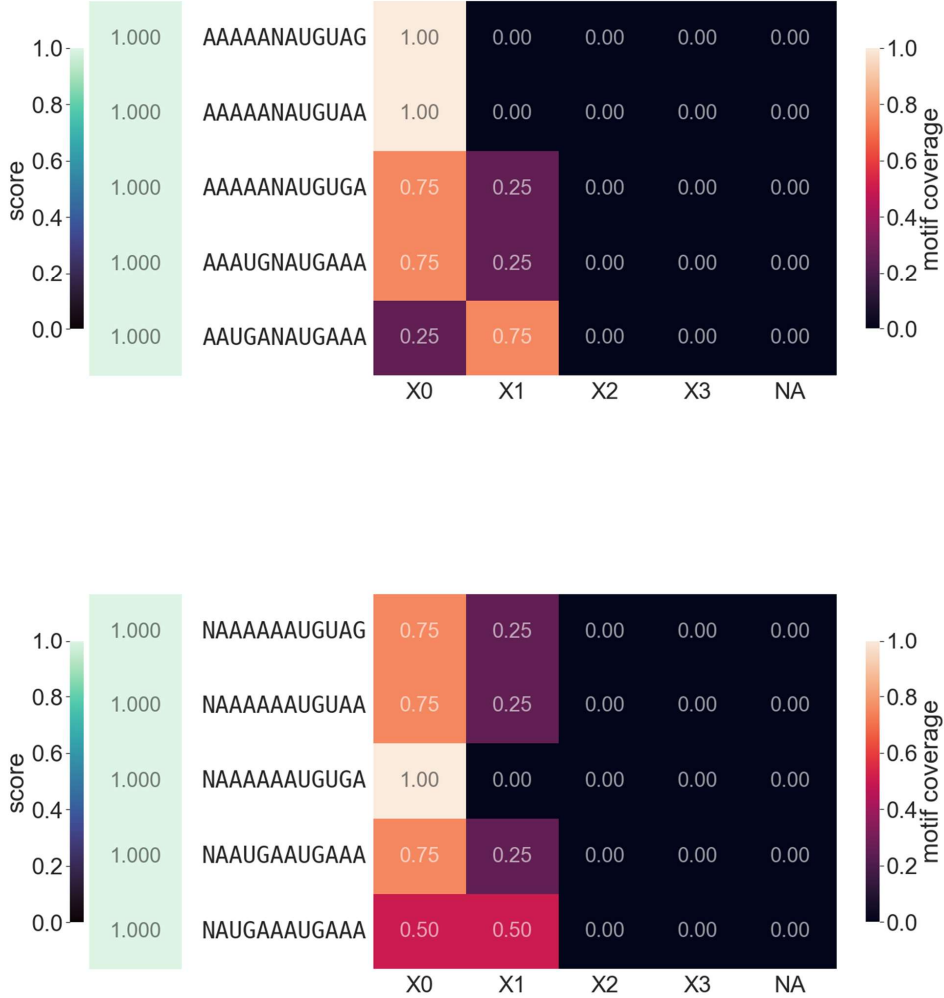 1.000 AAAAANAUGUAG 1.00 0.00 0.00 0.00 0.00
1.0 1.0
1.000 AAAAANAUGUAA 1.00 0.00 0.00 0.00 0.00
0.8 0.8
0.6 0.6
1.000 AAAAANAUGUGA 0.75 0.25 0.00 0.00 0.00
score motif coverage
0.4 0.4
1.000 AAAUGNAUGAAA 0.75 0.25 0.00 0.00 0.00
0.2 0.2
0.0 0.0
1.000 AAUGANAUGAAA 0.25 0.75 0.00 0.00 0.00
X0 X1 X2 X3 NA
1.000 NAAAAAAUGUAG 0.75 0.25 0.00 0.00 0.00
1.0 1.0
1.000 NAAAAAAUGUAA 0.75 0.25 0.00 0.00 0.00
0.8 0.8
0.6 0.6
1.000 NAAAAAAUGUGA 1.00 0.00 0.00 0.00 0.00
score motif coverage
0.4 0.4
1.000 NAAUGAAUGAAA 0.75 0.25 0.00 0.00 0.00
0.2 0.2
0.0 0.0
1.000 NAUGAAAUGAAA 0.50 0.50 0.00 0.00 0.00
X0 X1 X2 X3 NA